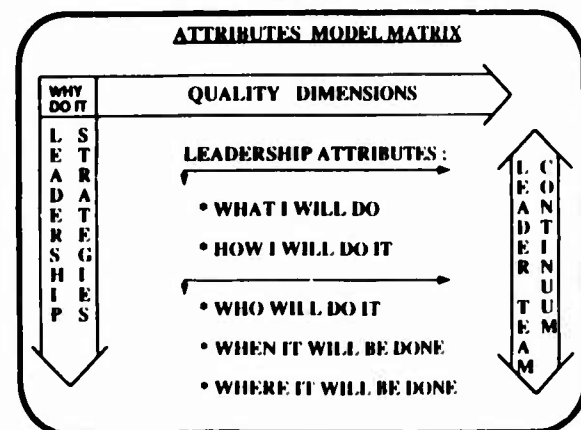 ATTRIBUTES MODEL MATRIX
WHY
DO IT
QUALITY DIMENSIONS
LEADERSHIP
STRATEGIES
LEADERSHIP ATTRIBUTES :
* WHAT I WILL DO
* HOW I WILL DO IT
* WHO WILL DO IT
* WHEN IT WILL BE DONE
* WHERE IT WILL BE DONE
LEADER TEAM
CONTINUUM